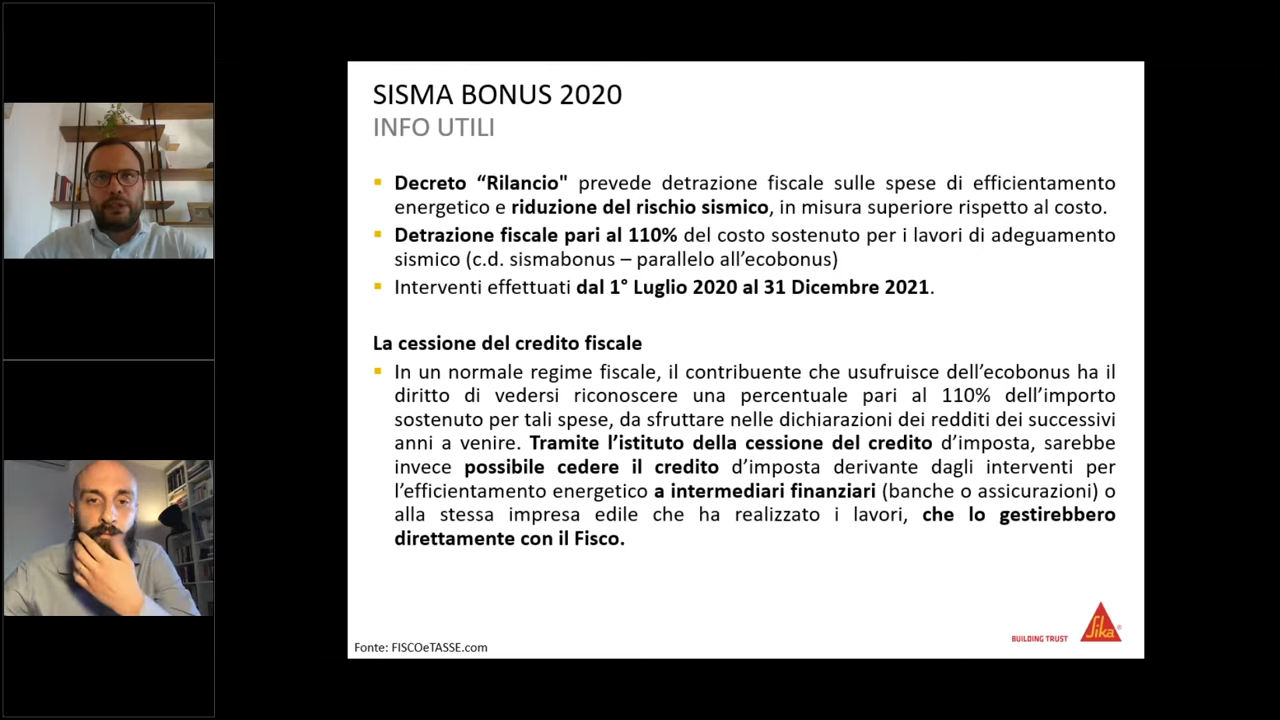 SISMA BONUS 2020
INFO UTILI
Decreto “Rilancio" prevede detrazione fiscale sulle spese di efficientamento
energetico e riduzione del rischio sismico, in misura superiore rispetto al costo.
Detrazione fiscale pari al 110% del costo sostenuto per i lavori di adeguamento
sismico (c.d. sismabonus – parallelo all’ecobonus)
Interventi effettuati dal 1° Luglio 2020 al 31 Dicembre 2021.
La cessione del credito fiscale
In un normale regime fiscale, il contribuente che usufruisce dell’ecobonus ha il
diritto di vedersi riconoscere una percentuale pari al 110% dell’importo
sostenuto per tali spese, da sfruttare nelle dichiarazioni dei redditi dei successivi
anni a venire. Tramite l’istituto della cessione del credito d’imposta, sarebbe
invece possibile cedere il credito d’imposta derivante dagli interventi per
l’efficientamento energetico a intermediari finanziari (banche o assicurazioni) o
alla stessa impresa edile che ha realizzato i lavori, che lo gestirebbero
direttamente con il Fisco.
BUILDING TRUST
Sika®
Fonte: FISCOeTASSE.com